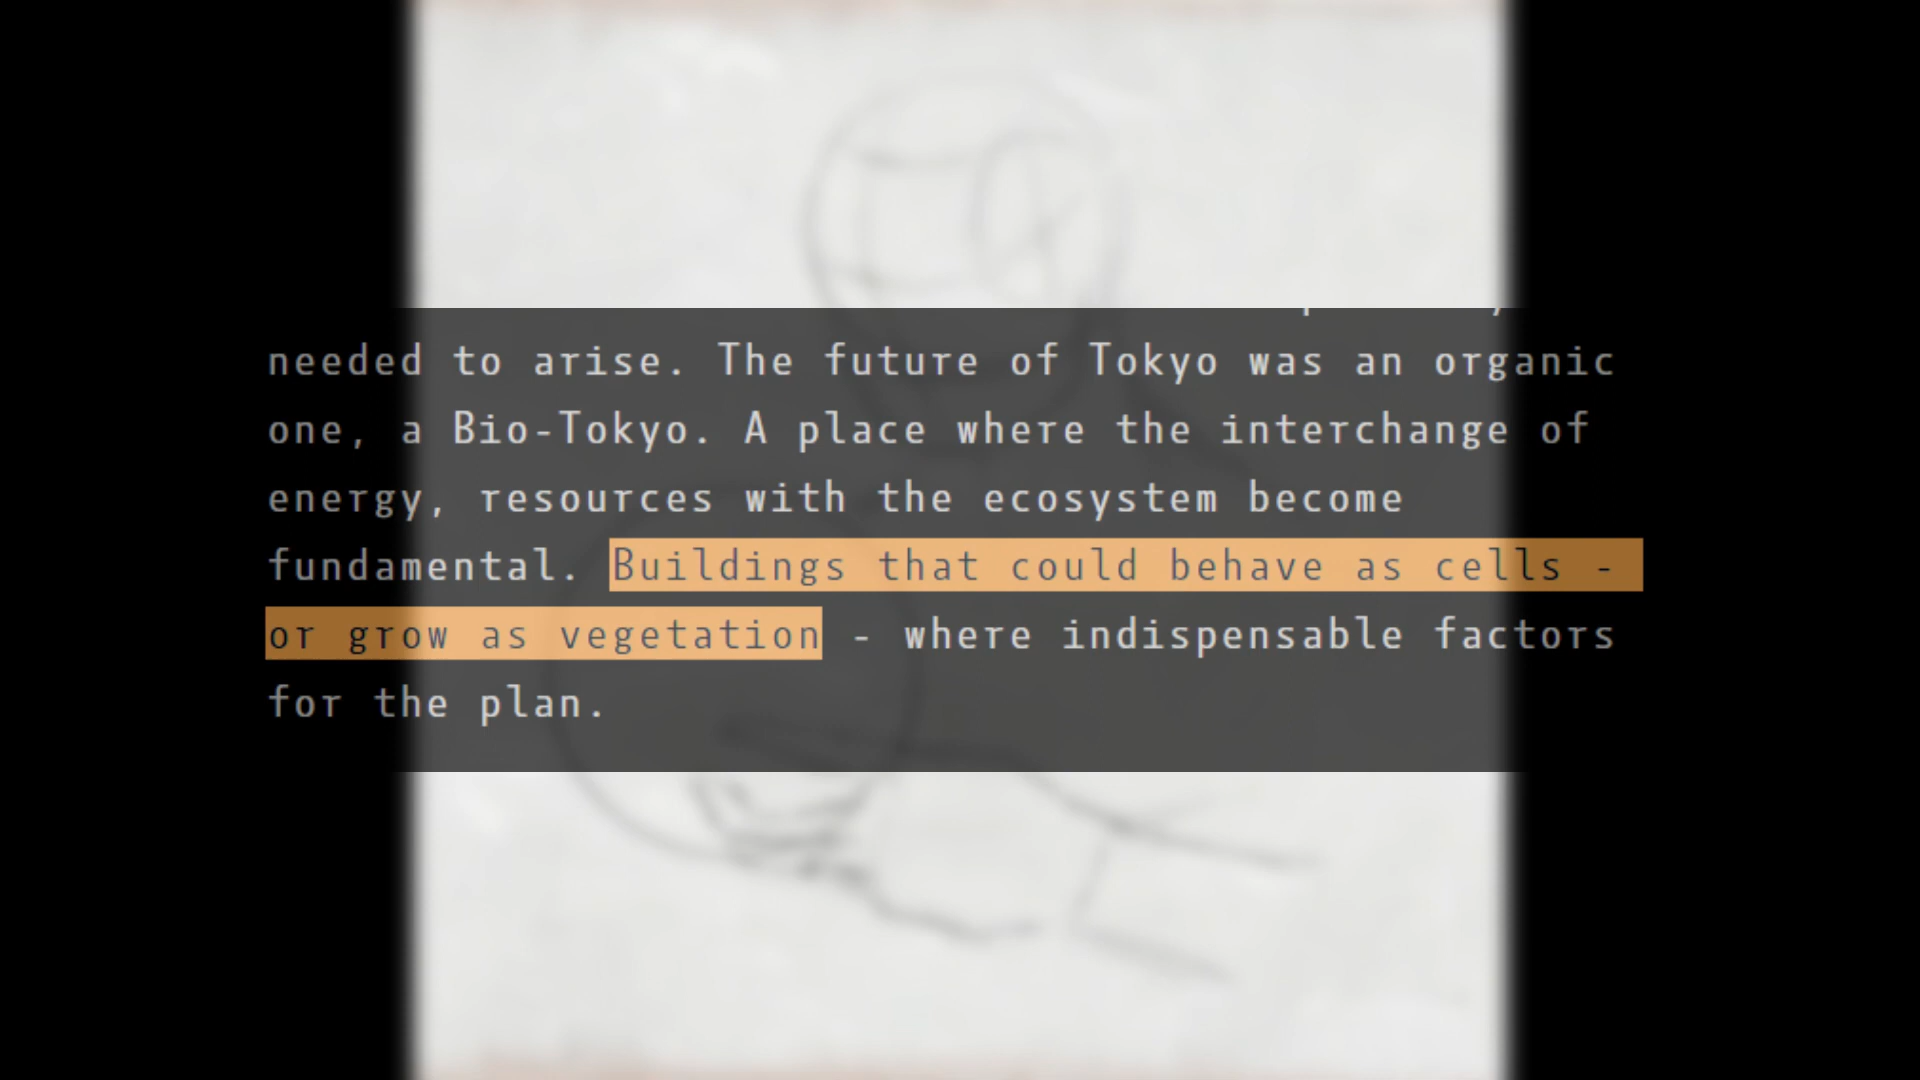 needed to arise. The future of Tokyo was an organic
one, a Bio-Tokyo. A place where the interchange of
energy, resources with the ecosystem become
fundamental. Buildings that could behave as cells -
or grow as vegetation - where indispensable factors
for the plan.